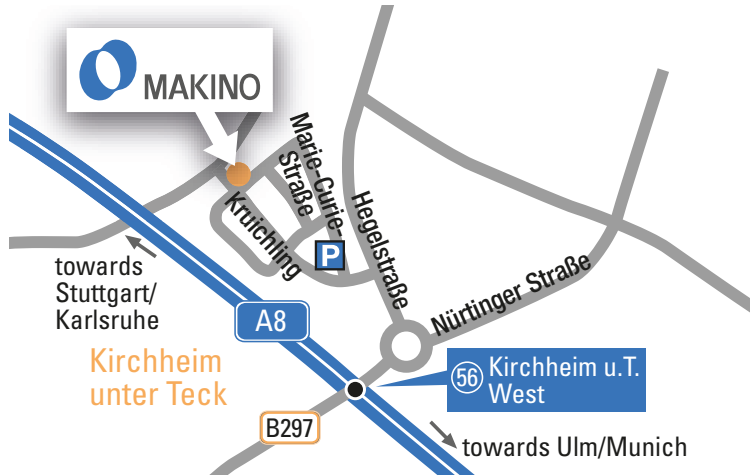 MAKINO
Marie-Curie-
Straße
Kruichling
Hegelstraße
P
Nürtinger Straße
towards
Stuttgart/
Karlsruhe
A8
Kirchheim
unter Teck
56 Kirchheim u.T.
West
B297
towards Ulm/Munich